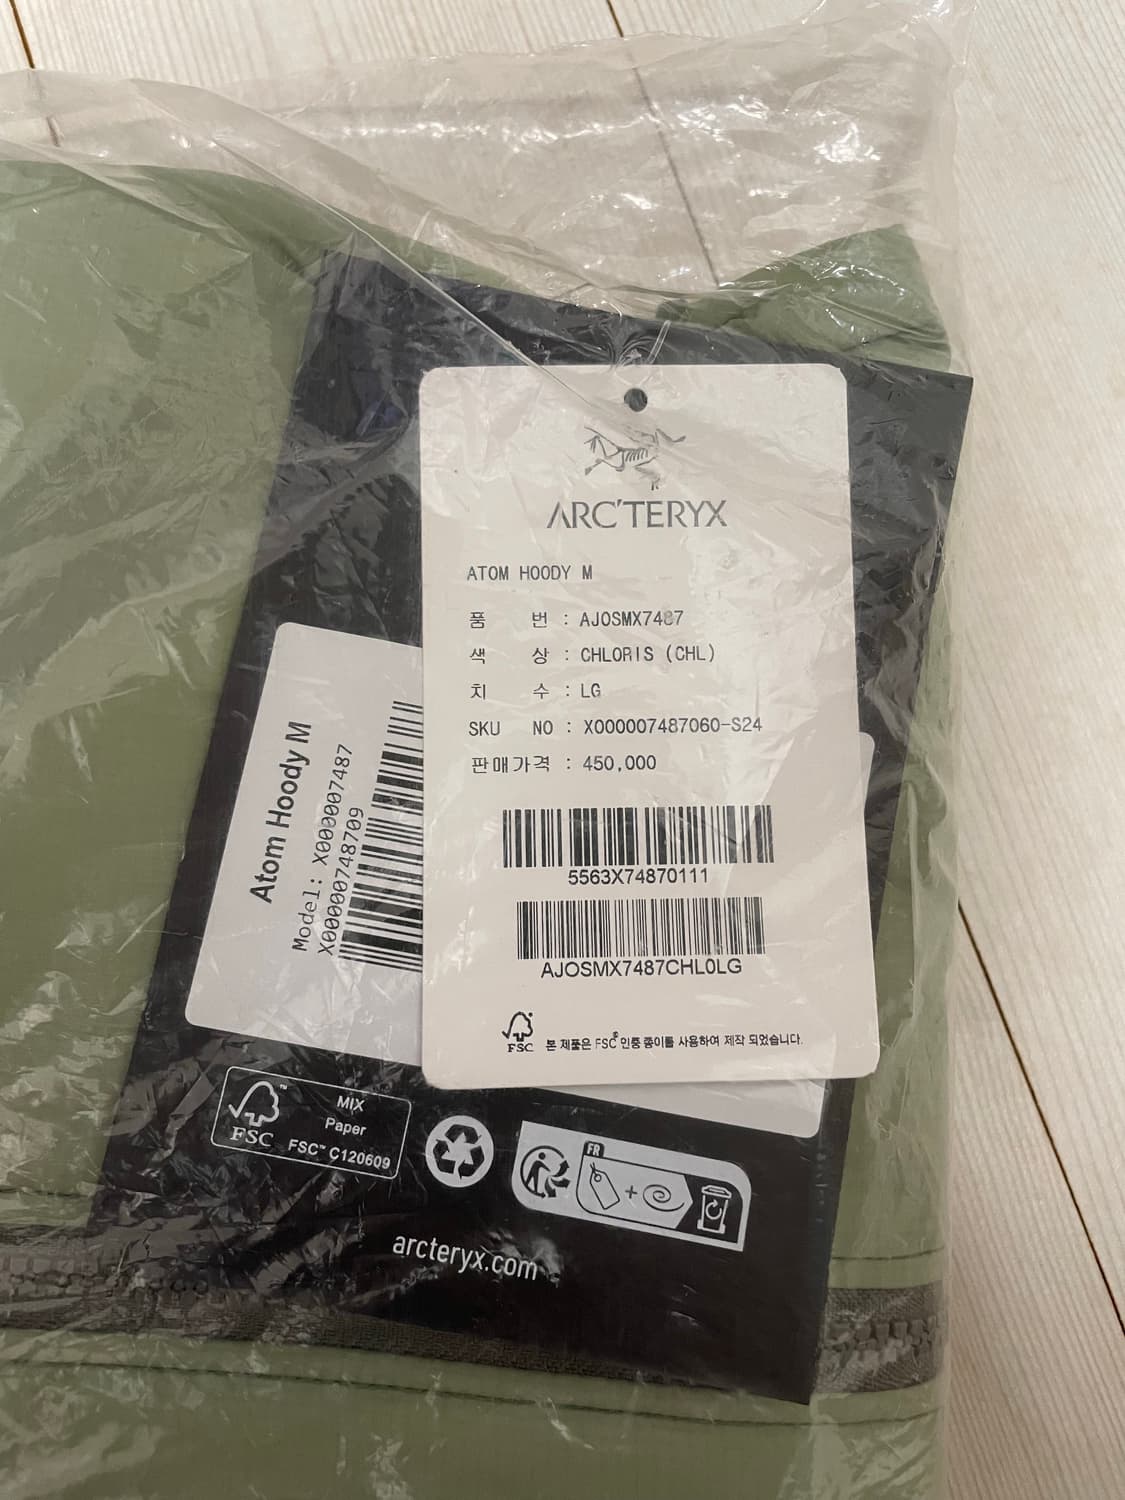 ARC'TERYX
ATOM HOODY M
품 번 : AJOSMX7487
색 상 : CHLORIS (CHL)
치 수 : LG
SKU NO : X000007487060-S24
판매가격 : 450,000
5563X74870111
AJOSMX7487CHL0LG
FSC 본 제품은 FSC® 인증 종이를 사용하여 제작 되었습니다.
Atom Hoody M
Model: X000007487
X00000748709
FSC™
MIX
Paper
FSC™ C120609
FR
+
arcteryx.com